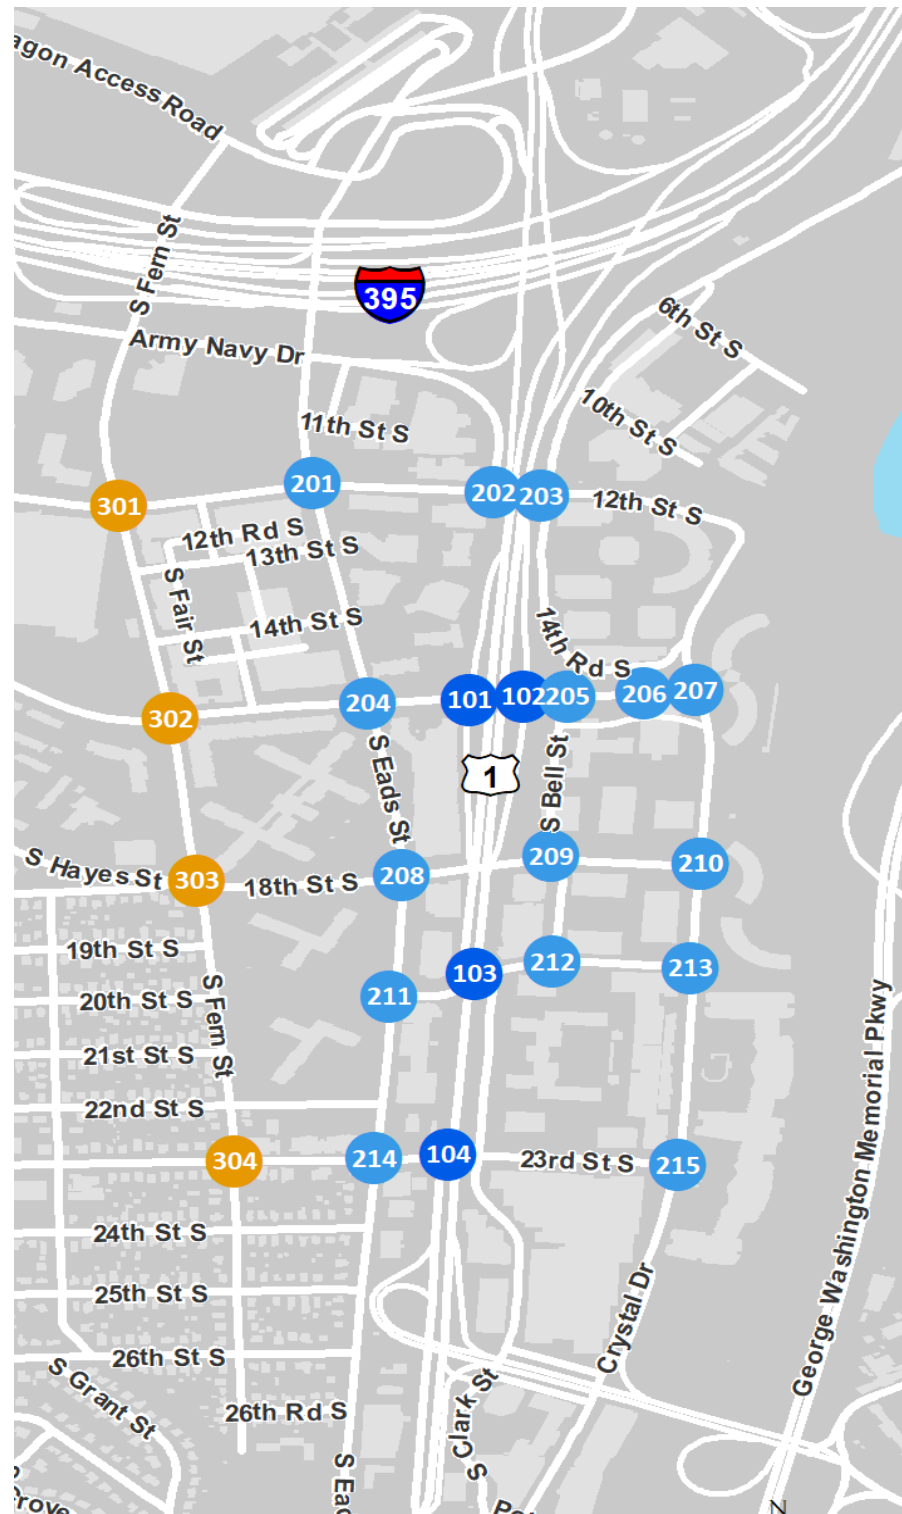 agon Access Road
S Fern St
395
6th St S
Army Navy Dr
10th St S
11th St S
201
202
203
301
12th St S
12th Rd S
13th St S
S Fair St
14th St S
14th Rd S
204
101
102
205
206
207
302
S Eads St
1
S Bell St
209
210
S Hayes St
303
18th St S
208
19th St S
103
212
213
S Fern St
20th St S
211
21st St S
George Washington Memorial Pkwy
22nd St S
304
214
104
23rd St S
215
24th St S
25th St S
Crystal Dr
26th St S
S Grant St
26th Rd S
Clark St
S
S Eac
rove
N